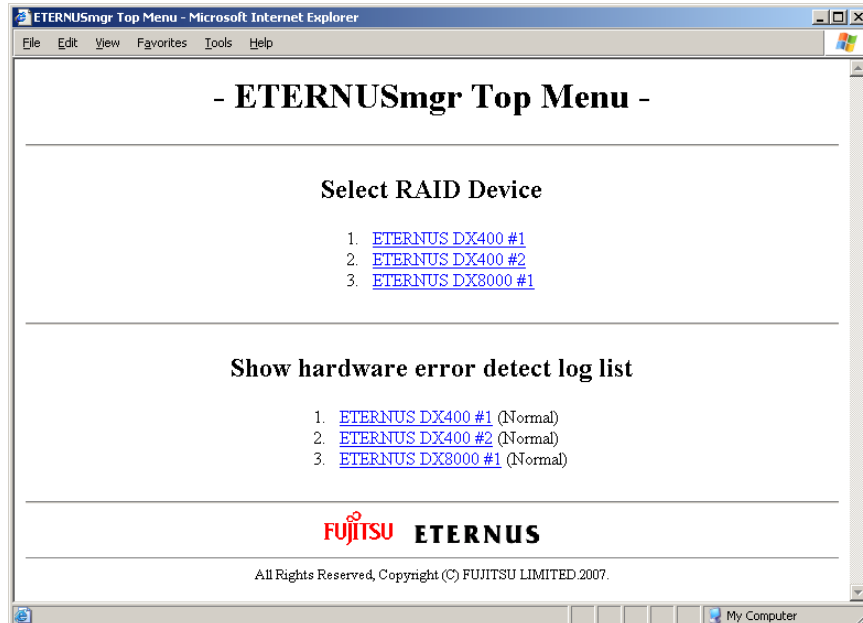 ETERNUSmgr Top Menu - Microsoft Internet Explorer
File Edit View Favorites Tools Help
- ETERNUSmgr Top Menu -
Select RAID Device
1. ETERNUS DX400 #1
2. ETERNUS DX400 #2
3. ETERNUS DX8000 #1
Show hardware error detect log list
1. ETERNUS DX400 #1 (Normal)
2. ETERNUS DX400 #2 (Normal)
3. ETERNUS DX8000 #1 (Normal)
FUJITSU ETERNUS
All Rights Reserved, Copyright (C) FUJITSU LIMITED.2007.
My Computer